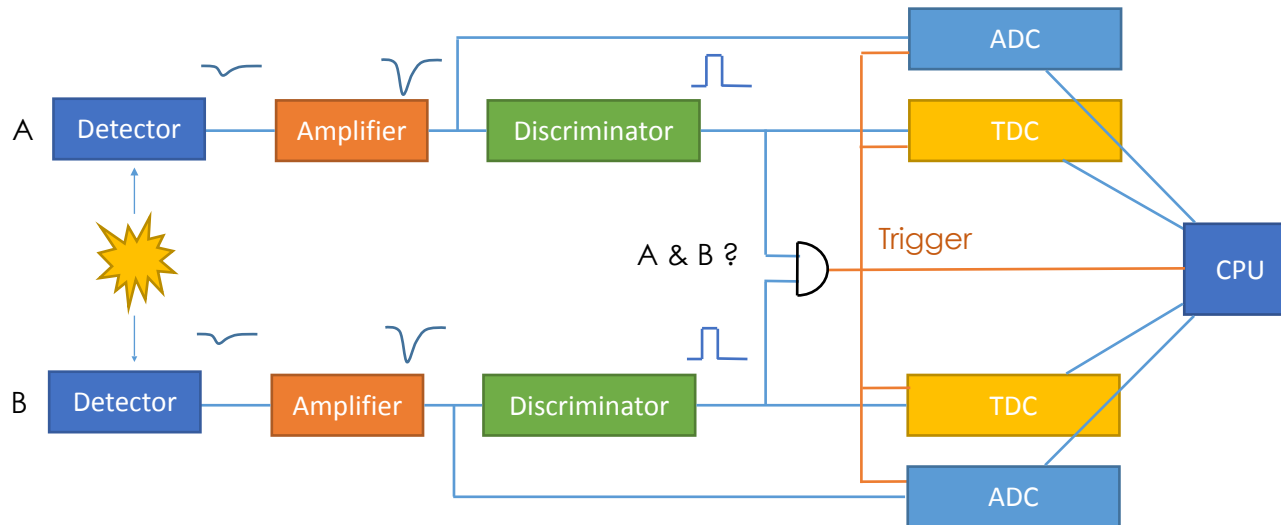 ADC
A
Detector
Amplifier
Discriminator
TDC
A & B ?
Trigger
CPU
B
Detector
Amplifier
Discriminator
TDC
ADC